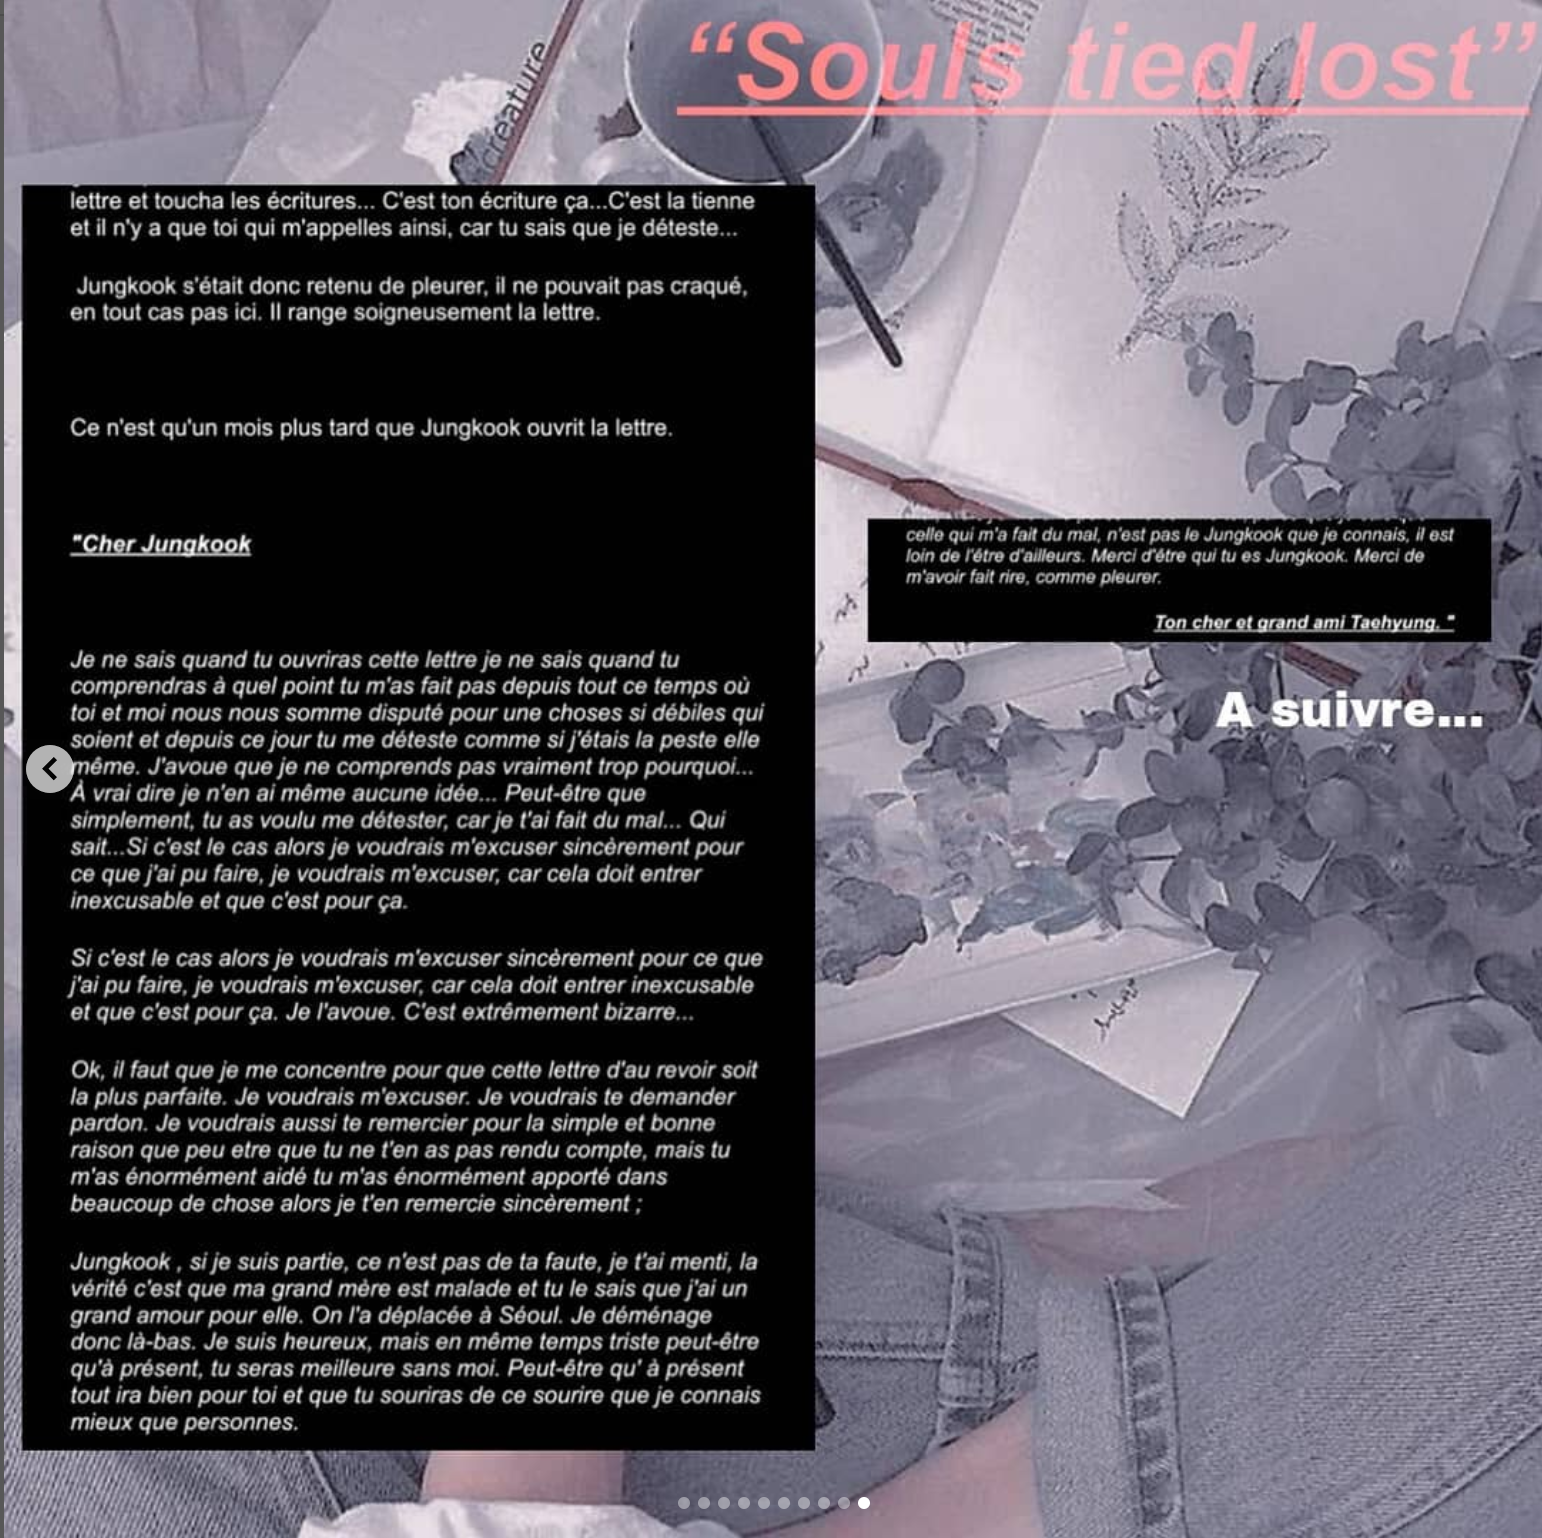 “Souls tied lost”
creature
lettre et toucha les écritures... C'est ton écriture ça...C'est la tienne
et il n'y a que toi qui m'appelles ainsi, car tu sais que je déteste...
Jungkook s'était donc retenu de pleurer, il ne pouvait pas craqué,
en tout cas pas ici. Il range soigneusement la lettre.
Ce n'est qu'un mois plus tard que Jungkook ouvrit la lettre.
"Cher Jungkook
Je ne sais quand tu ouvriras cette lettre je ne sais quand tu
comprendras à quel point tu m'as fait pas depuis tout ce temps où
toi et moi nous nous somme disputé pour une choses si débiles qui
soient et depuis ce jour tu me déteste comme si j'étais la peste elle
même. J'avoue que je ne comprends pas vraiment trop pourquoi...
À vrai dire je n'en ai même aucune idée... Peut-être que
simplement, tu as voulu me détester, car je t'ai fait du mal... Qui
sait...Si c'est le cas alors je voudrais m'excuser sincèrement pour
ce que j'ai pu faire, je voudrais m'excuser, car cela doit entrer
inexcusable et que c'est pour ça.
Si c'est le cas alors je voudrais m'excuser sincèrement pour ce que
j'ai pu faire, je voudrais m'excuser, car cela doit entrer inexcusable
et que c'est pour ça. Je l'avoue. C'est extrêmement bizarre...
Ok, il faut que je me concentre pour que cette lettre d'au revoir soit
la plus parfaite. Je voudrais m'excuser. Je voudrais te demander
pardon. Je voudrais aussi te remercier pour la simple et bonne
raison que peu etre que tu ne t'en as pas rendu compte, mais tu
m'as énormément aidé tu m'as énormément apporté dans
beaucoup de chose alors je t'en remercie sincèrement ;
Jungkook , si je suis partie, ce n'est pas de ta faute, je t'ai menti, la
vérité c'est que ma grand mère est malade et tu le sais que j'ai un
grand amour pour elle. On l'a déplacée à Séoul. Je déménage
donc là-bas. Je suis heureux, mais en même temps triste peut-être
qu'à présent, tu seras meilleure sans moi. Peut-être qu' à présent
tout ira bien pour toi et que tu souriras de ce sourire que je connais
mieux que personnes.
celle qui m'a fait du mal, n'est pas le Jungkook que je connais, il est
loin de l'être d'ailleurs. Merci d'être qui tu es Jungkook. Merci de
m'avoir fait rire, comme pleurer.
Ton cher et grand ami Taehyung. "
A suivre...